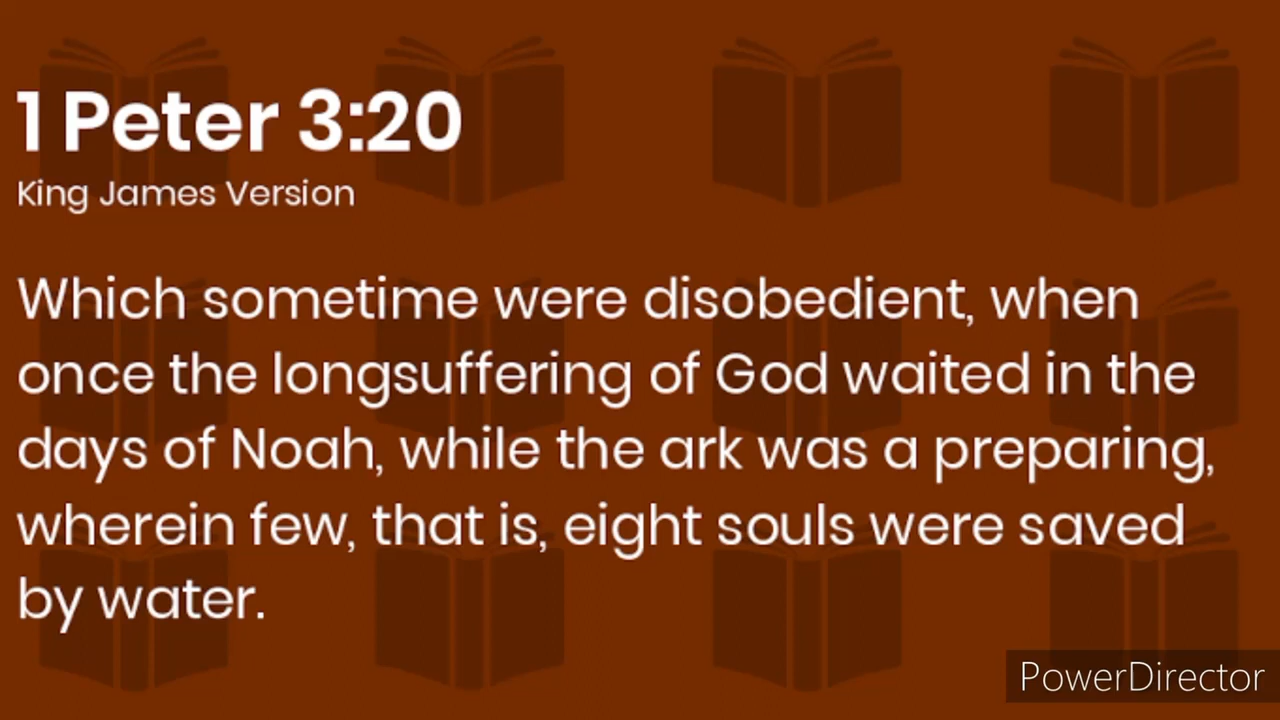 1 Peter 3:20
King James Version
Which sometime were disobedient, when
once the longsuffering of God waited in the
days of Noah, while the ark was a preparing,
wherein few, that is, eight souls were saved
by water.
PowerDirector